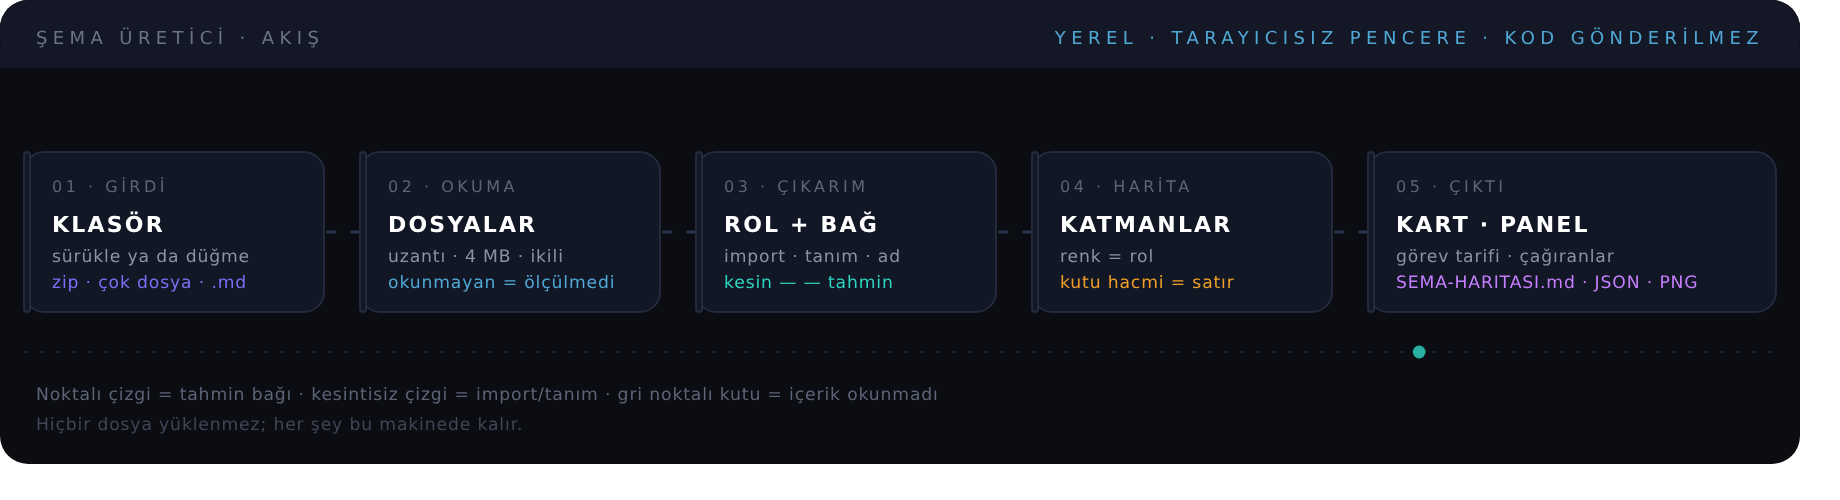 ŞEMA ÜRETİCİ · AKIŞ
YEREL · TARAYICISIZ PENCERE · KOD GÖNDERİLMEZ
01 · GİRDİ
KLASÖR
sürükle ya da düğme
zip · çok dosya · .md
02 · OKUMA
DOSYALAR
uzantı · 4 MB · ikili
okunmayan = ölçülmedi
03 · ÇIKARIM
ROL + BAĞ
import · tanım · ad
kesin — — tahmin
04 · HARİTA
KATMANLAR
renk = rol
kutu hacmi = satır
05 · ÇIKTI
KART · PANEL
görev tarifi · çağıranlar
SEMA-HARITASI.md · JSON · PNG
Noktalı çizgi = tahmin bağı · kesintisiz çizgi = import/tanım · gri noktalı kutu = içerik okunmadı
Hiçbir dosya yüklenmez; her şey bu makinede kalır.